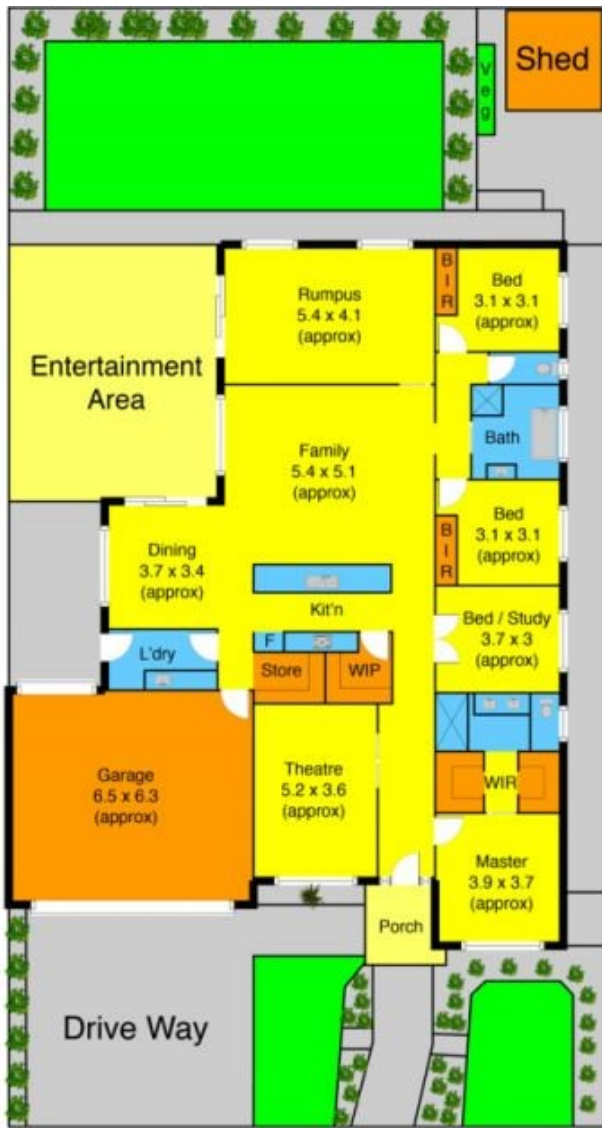 Shed
Veg
BIR
Bed
3.1 x 3.1
(approx)
Rumpus
5.4 x 4.1
(approx)
Entertainment
Area
Bath
Family
5.4 x 5.1
(approx)
Bed
3.1 x 3.1
(approx)
BIR
Dining
3.7 x 3.4
(approx)
Kit'n
Bed / Study
3.7 x 3
(approx)
F
L'dry
Store
WIP
Garage
6.5 x 6.3
(approx)
Theatre
5.2 x 3.6
(approx)
WIR
Master
3.9 x 3.7
(approx)
Porch
Drive Way